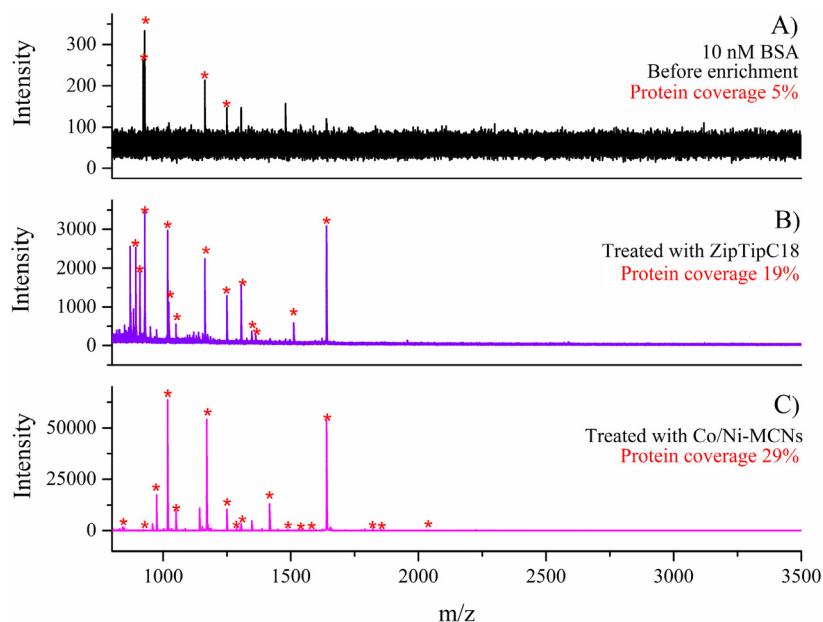 A)
10 nM BSA
Before enrichment
Protein coverage 5%
Intensity
300
200
100
0
B)
Treated with ZipTipC18
Protein coverage 19%
Intensity
3000
2000
1000
0
C)
Treated with Co/Ni-MCNs
Protein coverage 29%
Intensity
50000
25000
0
1000 1500 2000 2500 3000 3500
m/z